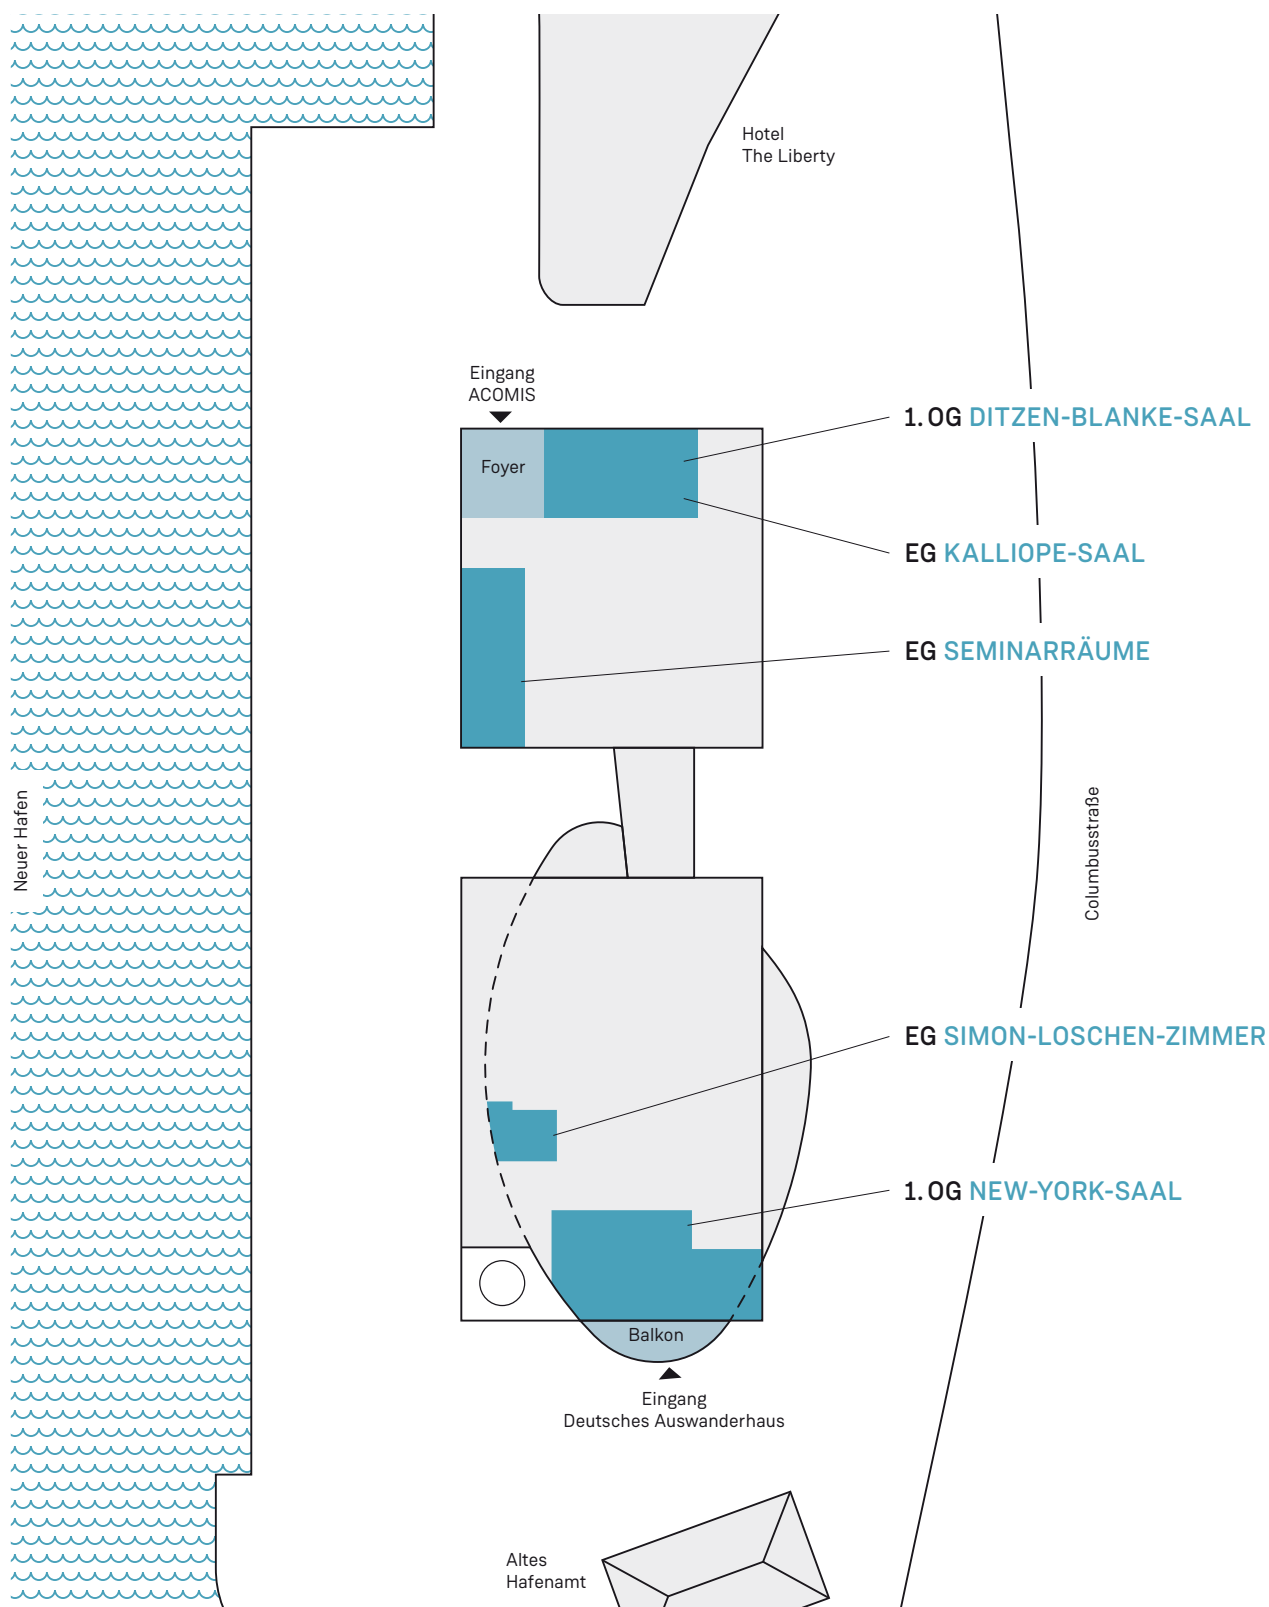 Hotel
The Liberty
Eingang
ACOMIS
1. OG DITZEN-BLANKE-SAAL
Foyer
EG KALLIOPE-SAAL
EG SEMINARRÄUME
Neuer Hafen
Columbusstraße
EG SIMON-LOSCHEN-ZIMMER
1. OG NEW-YORK-SAAL
Balkon
Eingang
Deutsches Auswanderhaus
Altes
Hafenamt